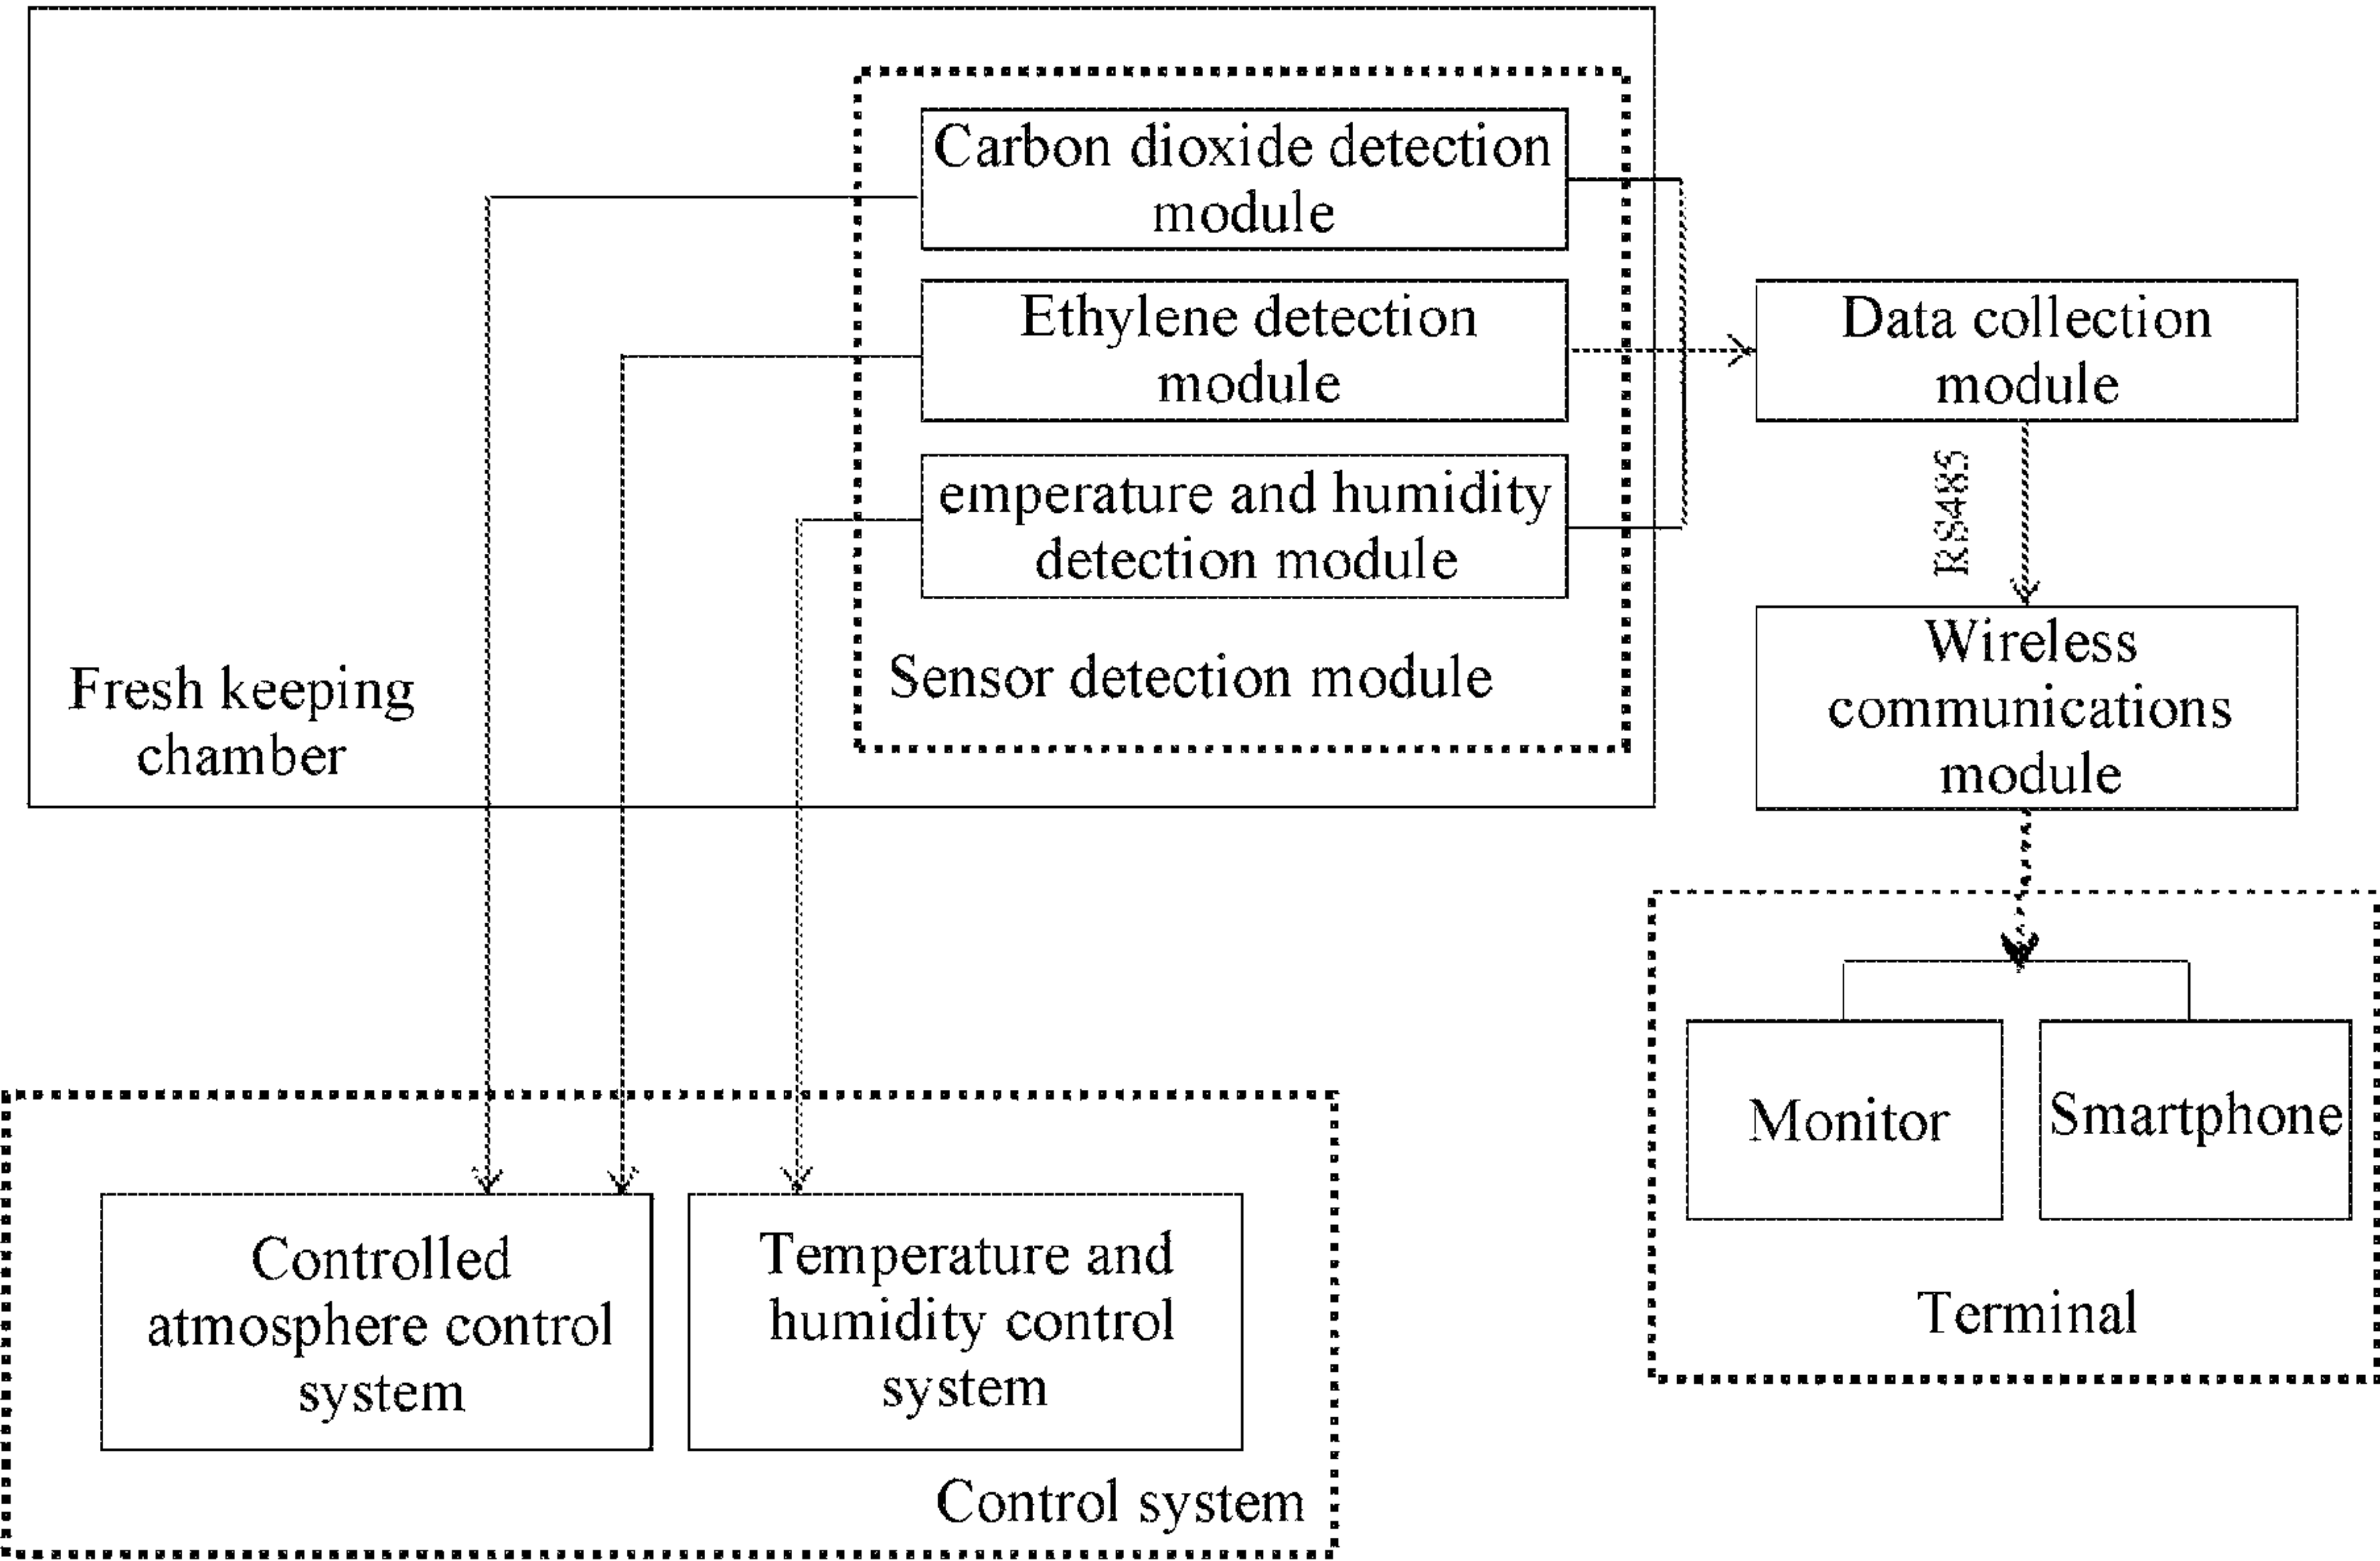 Carbon dioxide detection
module
Ethylene detection
module
emperature and humidity
detection module
Sensor detection module
Fresh keeping
chamber
Data collection
module
RS485
Wireless
communications
module
Monitor
Smartphone
Terminal
Controlled
atmosphere control
system
Temperature and
humidity control
system
Control system